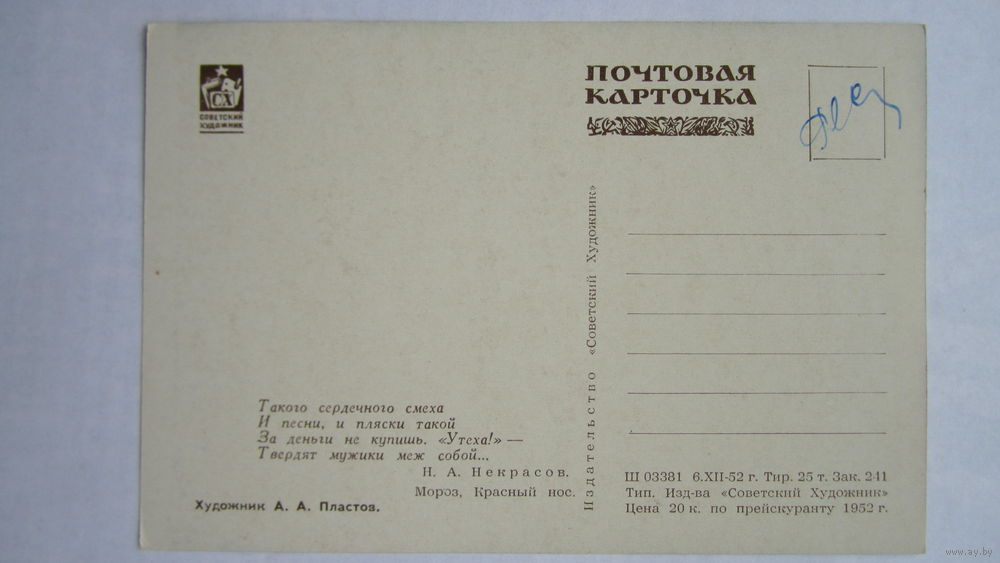 СХ
СОВЕТСКИЙ
ХУДОЖНИК
ПОЧТОВАЯ
КАРТОЧКА
Такого сердечного смеха
И песни, и пляски такой
За деньги не купишь. «Утеха!» —
Твердят мужики меж собой...
Н. А. Некрасов.
Мороз, Красный нос.
Художник А. А. Пластов.
Издательство «Советский Художник»
Ш 03381 6.XII-52 г. Тир. 25 т. Зак. 241
Тип. Изд-ва «Советский Художник»
Цена 20 к. по прейскуранту 1952 г.
www.ay.by